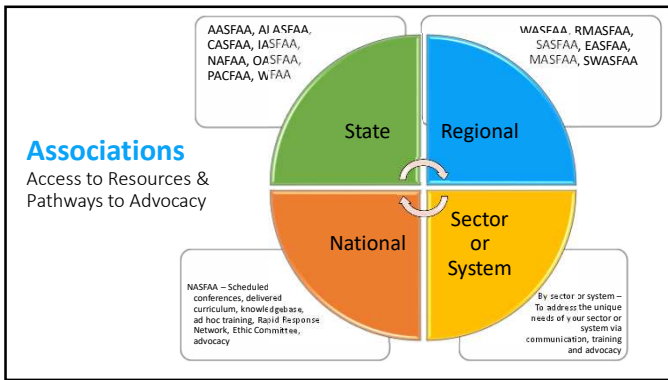 AASFAA, ALASFAA,
CASFAA, IASFAA,
NAFAA, OASFAA,
PACFAA, WFAA
WASFAA, RMASFAA,
SASFAA, EASFAA,
MASFAA, SWASFAA
State
Regional
Associations
Access to Resources &
Pathways to Advocacy
National
Sector
or
System
NASFAA – Scheduled
conferences, delivered
curriculum, knowledgebase,
ad hoc training, Rapid Response
Network, Ethic Committee,
advocacy
By sector or system –
To address the unique
needs of your sector or
system via
communication, training
and advocacy